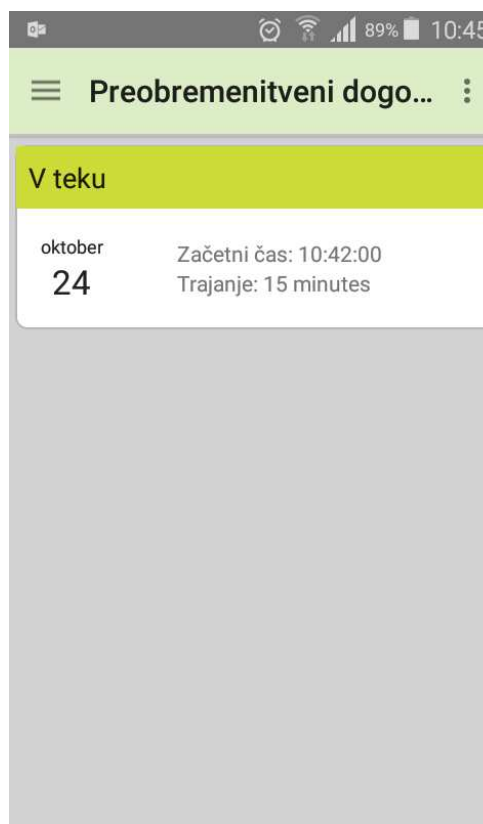 89% 10:45
Preobremenitveni dogo...
V teku
oktober
24
Začetni čas: 10:42:00
Trajanje: 15 minutes